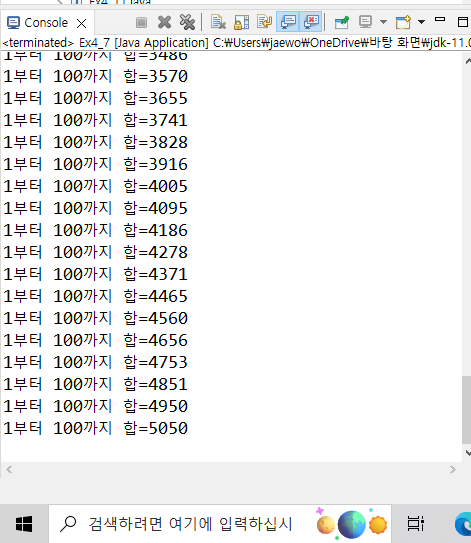 Console
<terminated> Ex4_7 [Java Application] C:₩Users₩jaewo₩OneDrive₩바탕 화면₩jdk-11.0
1부터 100까지 합=3486
1부터 100까지 합=3570
1부터 100까지 합=3655
1부터 100까지 합=3741
1부터 100까지 합=3828
1부터 100까지 합=3916
1부터 100까지 합=4005
1부터 100까지 합=4095
1부터 100까지 합=4186
1부터 100까지 합=4278
1부터 100까지 합=4371
1부터 100까지 합=4465
1부터 100까지 합=4560
1부터 100까지 합=4656
1부터 100까지 합=4753
1부터 100까지 합=4851
1부터 100까지 합=4950
1부터 100까지 합=5050
검색하려면 여기에 입력하십시